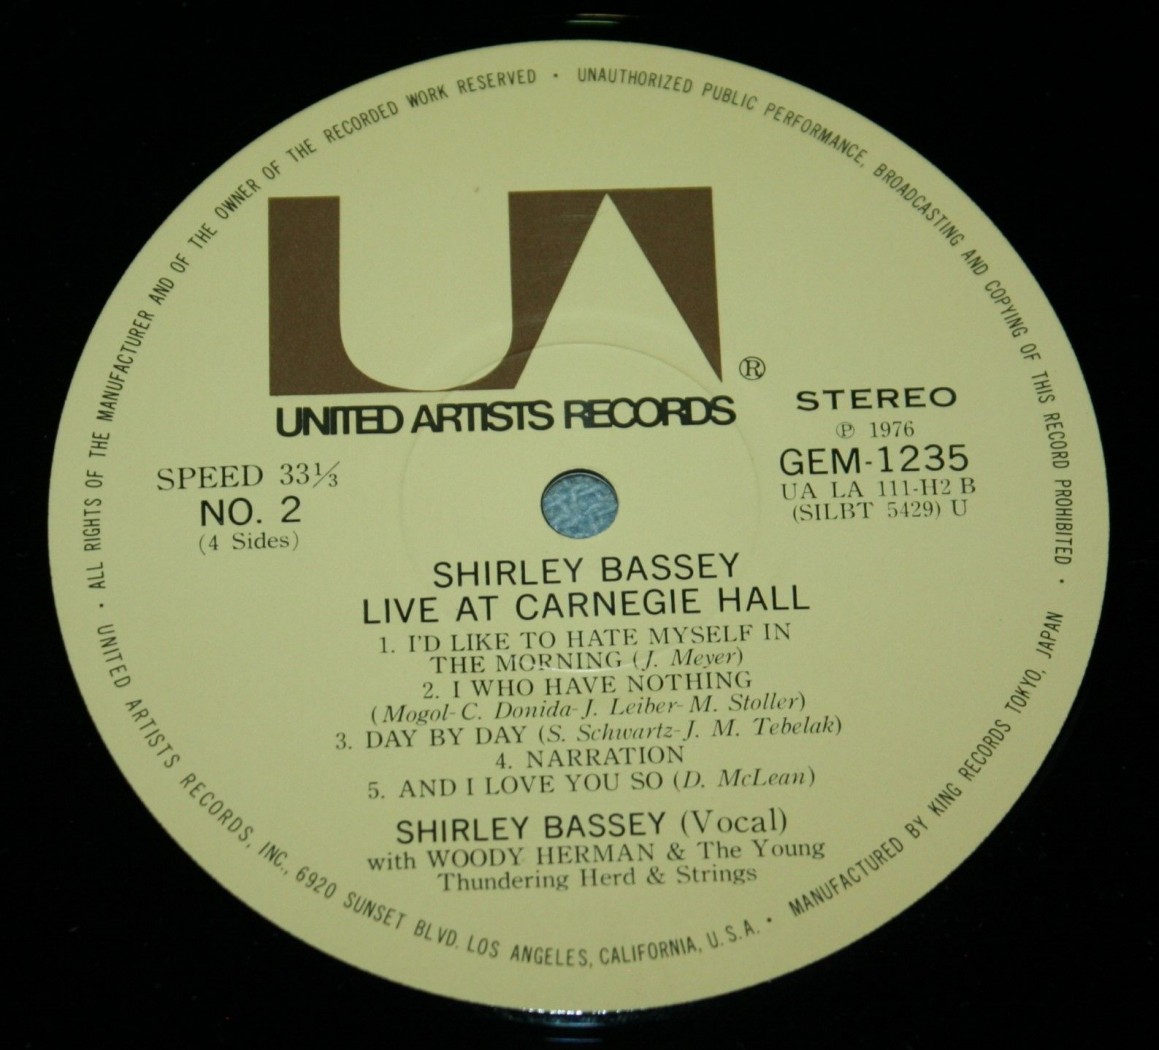 UNITED ARTISTS RECORDS, INC., 6920 SUNSET BLVD. LOS ANGELES, CALIFORNIA, U.S.A. • MANUFACTURED BY KING RECORDS TOKYO, JAPAN
• ALL RIGHTS OF THE MANUFACTURER AND OF THE OWNER OF THE RECORDED WORK RESERVED • UNAUTHORIZED PUBLIC PERFORMANCE, BROADCASTING AND COPYING OF THIS RECORD PROHIBITED •
UA ®
UNITED ARTISTS RECORDS
SPEED 33⅓
NO. 2
(4 Sides)
STEREO
℗ 1976
GEM-1235
UA LA 111-H2 B
(SILBT 5429) U
SHIRLEY BASSEY
LIVE AT CARNEGIE HALL
1. I'D LIKE TO HATE MYSELF IN
THE MORNING (J. Meyer)
2. I WHO HAVE NOTHING
(Mogol-C. Donida-J. Leiber-M. Stoller)
3. DAY BY DAY (S. Schwartz-J. M. Tebelak)
4. NARRATION
5. AND I LOVE YOU SO (D. McLean)
SHIRLEY BASSEY (Vocal)
with WOODY HERMAN & The Young
Thundering Herd & Strings